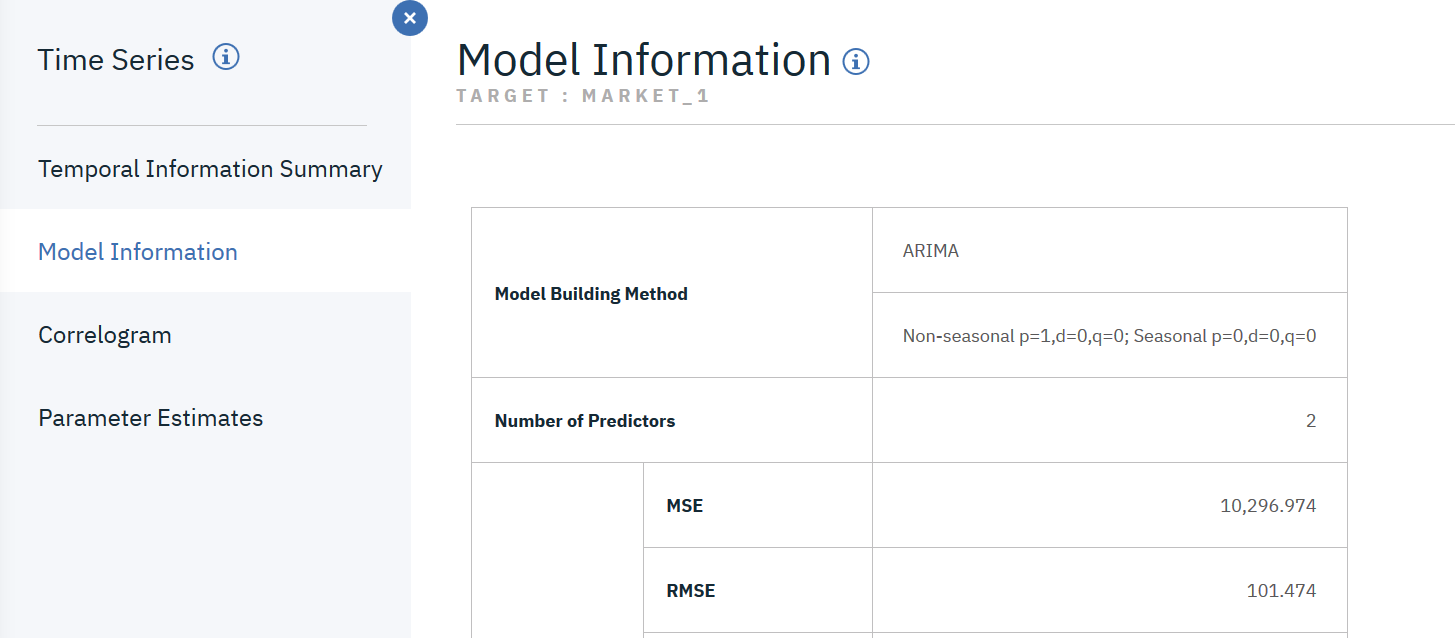 Time Series
Temporal Information Summary
Model Information
Correlogram
Parameter Estimates
Model Information
TARGET : MARKET_1
Model Building Method
ARIMA
Non-seasonal p=1,d=0,q=0; Seasonal p=0,d=0,q=0
Number of Predictors
2
MSE
10,296.974
RMSE
101.474